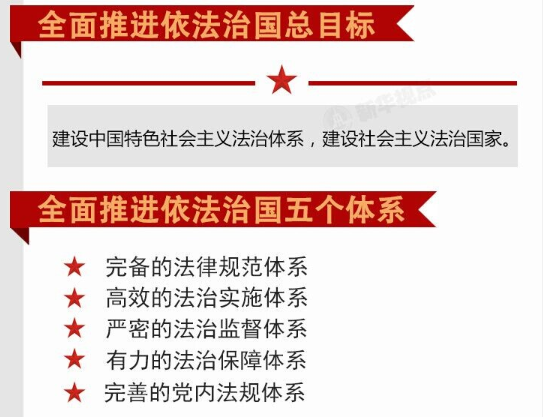 全面推进依法治国总目标
新华视点
建设中国特色社会主义法治体系，建设社会主义法治国家。
全面推进依法治国五个体系
完备的法律规范体系
高效的法治实施体系
严密的法治监督体系
有力的法治保障体系
完善的党内法规体系